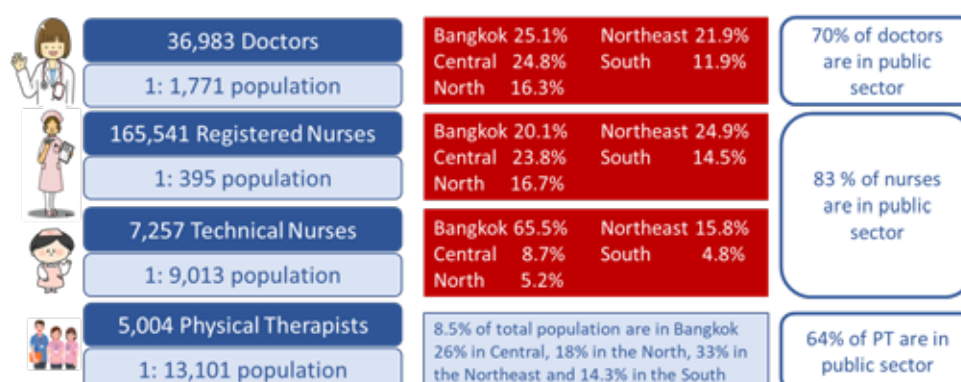 36,983 Doctors
1: 1,771 population
Bangkok 25.1% Northeast 21.9%
Central 24.8% South 11.9%
North 16.3%
70% of doctors
are in public
sector
165,541 Registered Nurses
1: 395 population
Bangkok 20.1% Northeast 24.9%
Central 23.8% South 14.5%
North 16.7%
83 % of nurses
are in public
sector
7,257 Technical Nurses
1: 9,013 population
Bangkok 65.5% Northeast 15.8%
Central 8.7% South 4.8%
North 5.2%
5,004 Physical Therapists
1: 13,101 population
8.5% of total population are in Bangkok
26% in Central, 18% in the North, 33% in
the Northeast and 14.3% in the South
64% of PT are in
public sector